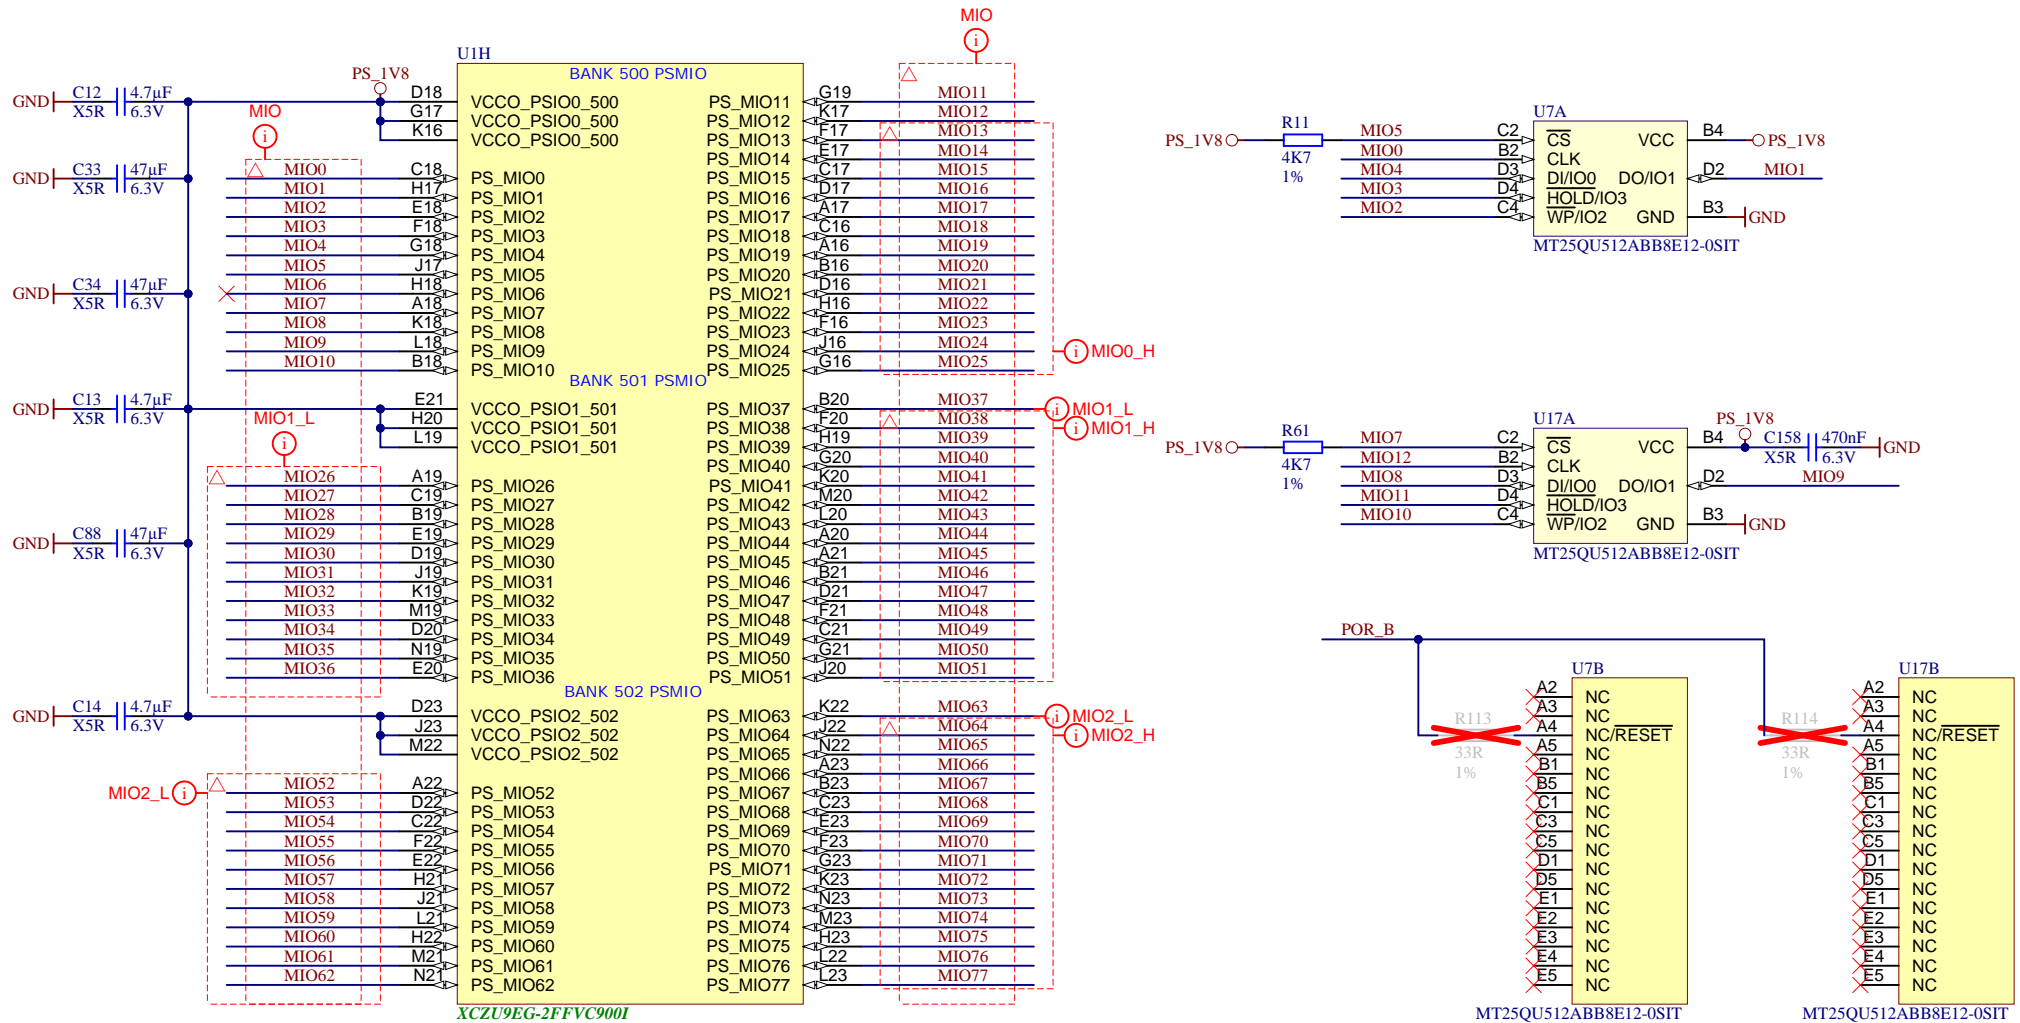 MIO
U1H
BANK 500 PSMIO
PS_1V8
GND C12 4.7µF D18 VCCO_PSIO0_500 PS_MIO11 G19 MIO11
X5R 6.3V G17 VCCO_PSIO0_500 PS_MIO12 K17 MIO12
MIO K16 VCCO_PSIO0_500 PS_MIO13 F17 MIO13
PS_MIO14 E17 MIO14
GND C33 47µF MIO0 C18 PS_MIO0 PS_MIO15 C17 MIO15
X5R 6.3V MIO1 H17 PS_MIO1 PS_MIO16 D17 MIO16
MIO2 E18 PS_MIO2 PS_MIO17 A17 MIO17
MIO3 F18 PS_MIO3 PS_MIO18 C16 MIO18
MIO4 G18 PS_MIO4 PS_MIO19 A16 MIO19
MIO5 J17 PS_MIO5 PS_MIO20 B16 MIO20
GND C34 47µF MIO6 H18 PS_MIO6 PS_MIO21 D16 MIO21
X5R 6.3V MIO7 A18 PS_MIO7 PS_MIO22 H16 MIO22
MIO8 K18 PS_MIO8 PS_MIO23 F16 MIO23
MIO9 L18 PS_MIO9 PS_MIO24 J16 MIO24 MIO0_H
MIO10 B18 PS_MIO10 PS_MIO25 G16 MIO25
BANK 501 PSMIO
GND C13 4.7µF E21 VCCO_PSIO1_501 PS_MIO37 B20 MIO37 MIO1_L
X5R 6.3V H20 VCCO_PSIO1_501 PS_MIO38 F20 MIO38 MIO1_H
MIO1_L L19 VCCO_PSIO1_501 PS_MIO39 H19 MIO39
PS_MIO40 G20 MIO40
MIO26 A19 PS_MIO26 PS_MIO41 K20 MIO41
MIO27 C19 PS_MIO27 PS_MIO42 M20 MIO42
MIO28 B19 PS_MIO28 PS_MIO43 L20 MIO43
GND C88 47µF MIO29 E19 PS_MIO29 PS_MIO44 A20 MIO44
X5R 6.3V MIO30 D19 PS_MIO30 PS_MIO45 A21 MIO45
MIO31 J19 PS_MIO31 PS_MIO46 B21 MIO46
MIO32 K19 PS_MIO32 PS_MIO47 D21 MIO47
MIO33 M19 PS_MIO33 PS_MIO48 F21 MIO48
MIO34 D20 PS_MIO34 PS_MIO49 C21 MIO49
MIO35 N19 PS_MIO35 PS_MIO50 G21 MIO50
MIO36 E20 PS_MIO36 PS_MIO51 J20 MIO51
BANK 502 PSMIO
GND C14 4.7µF D23 VCCO_PSIO2_502 PS_MIO63 K22 MIO63 MIO2_L
X5R 6.3V J23 VCCO_PSIO2_502 PS_MIO64 J22 MIO64 MIO2_H
M22 VCCO_PSIO2_502 PS_MIO65 N22 MIO65
PS_MIO66 A23 MIO66
MIO2_L MIO52 A22 PS_MIO52 PS_MIO67 B23 MIO67
MIO53 D22 PS_MIO53 PS_MIO68 C23 MIO68
MIO54 C22 PS_MIO54 PS_MIO69 E23 MIO69
MIO55 F22 PS_MIO55 PS_MIO70 F23 MIO70
MIO56 E22 PS_MIO56 PS_MIO71 G23 MIO71
MIO57 H21 PS_MIO57 PS_MIO72 K23 MIO72
MIO58 J21 PS_MIO58 PS_MIO73 N23 MIO73
MIO59 L21 PS_MIO59 PS_MIO74 M23 MIO74
MIO60 H22 PS_MIO60 PS_MIO75 H23 MIO75
MIO61 M21 PS_MIO61 PS_MIO76 L22 MIO76
MIO62 N21 PS_MIO62 PS_MIO77 L23 MIO77
XCZU9EG-2FFVC900I
U7A
PS_1V8 R11 MIO5 C2 CS VCC B4 PS_1V8
4K7 MIO0 B2 CLK
1% MIO4 D3 DI/IO0 DO/IO1 D2 MIO1
MIO3 D4 HOLD/IO3
MIO2 C4 WP/IO2 GND B3 GND
MT25QU512ABB8E12-0SIT
U17A PS_1V8
PS_1V8 R61 MIO7 C2 CS VCC B4 C158 470nF GND
4K7 MIO12 B2 CLK X5R 6.3V
1% MIO8 D3 DI/IO0 DO/IO1 D2 MIO9
MIO11 D4 HOLD/IO3
MIO10 C4 WP/IO2 GND B3 GND
MT25QU512ABB8E12-0SIT
POR_B
U7B U17B
A2 NC A2 NC
A3 NC A3 NC
R113 A4 NC/RESET R114 A4 NC/RESET
33R A5 NC 33R A5 NC
1% B1 NC 1% B1 NC
B5 NC B5 NC
C1 NC C1 NC
C3 NC C3 NC
C5 NC C5 NC
D1 NC D1 NC
D5 NC D5 NC
E1 NC E1 NC
E2 NC E2 NC
E3 NC E3 NC
E4 NC E4 NC
E5 NC E5 NC
MT25QU512ABB8E12-0SIT MT25QU512ABB8E12-0SIT